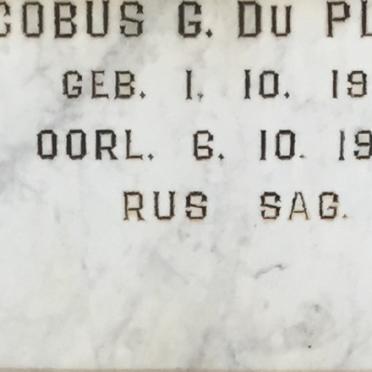 COBUS G. DU PL
GEB. 1. 10. 19
OORL. 6. 10. 19
RUS SAG.